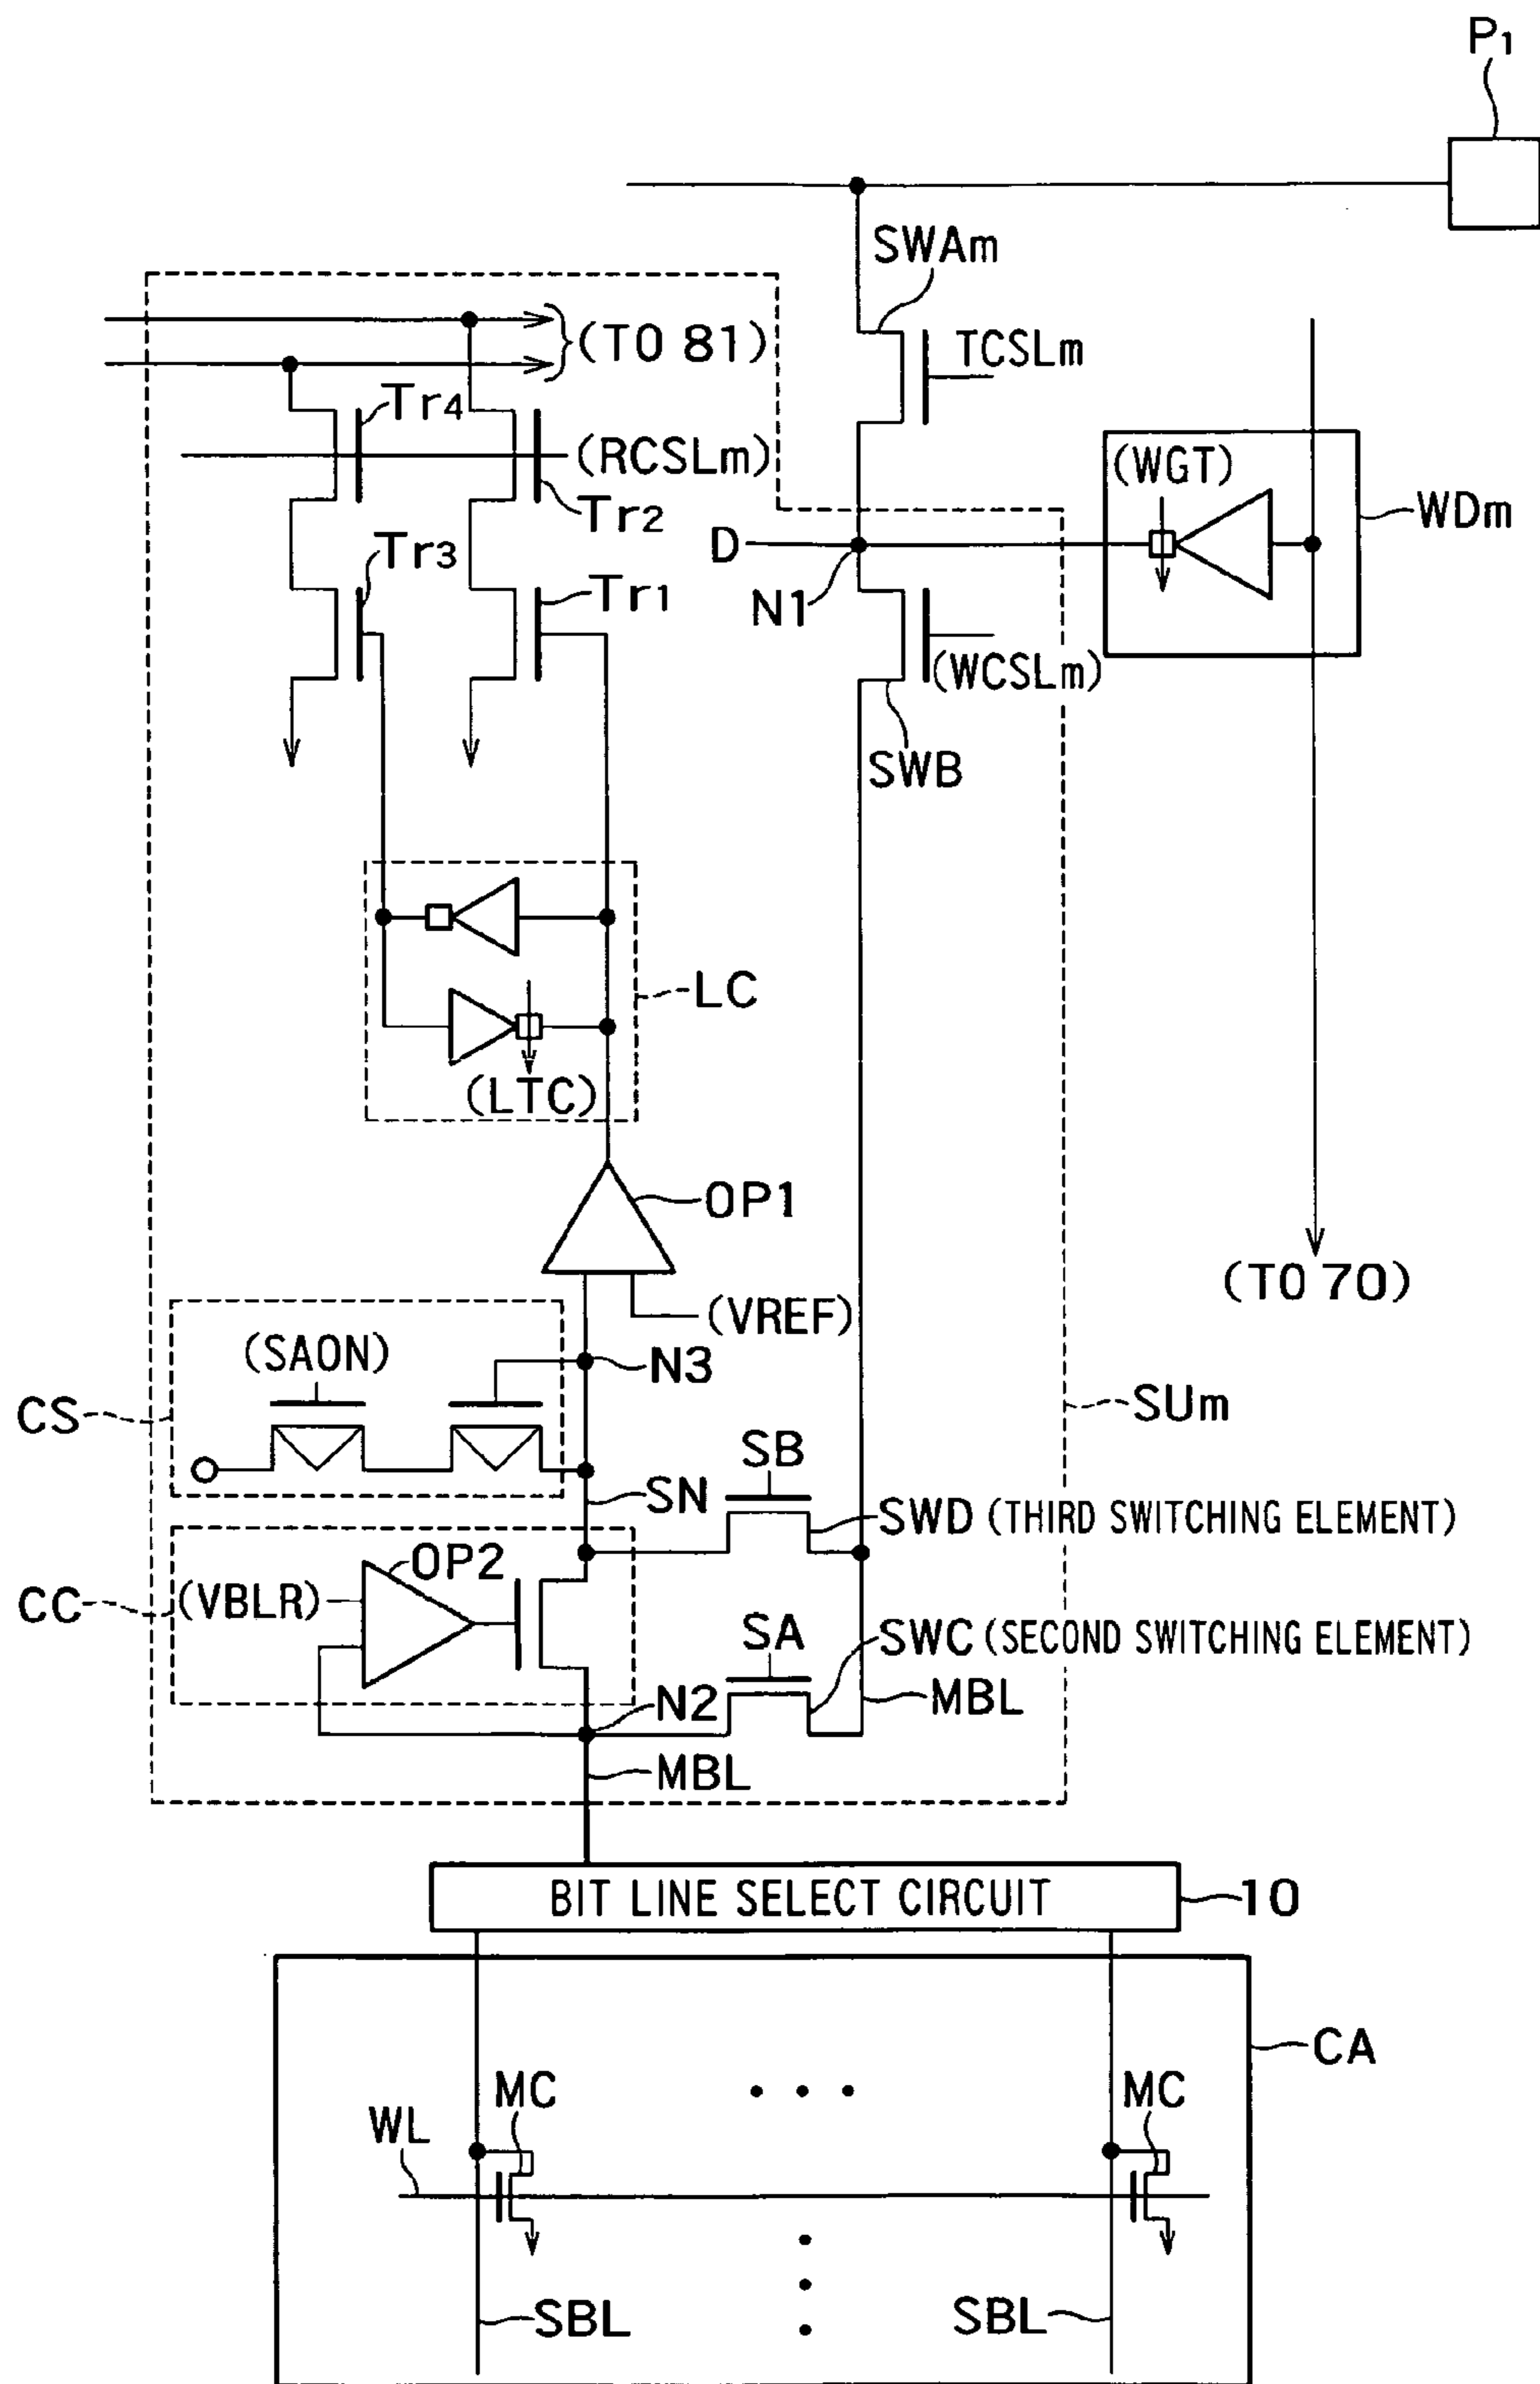 P1
SWAm
(TO 81)
TCSLm
Tr4
(RCSLm)
(WGT)
Tr2
WDm
D
Tr3
Tr1
N1
(WCSLm)
SWB
LC
(LTC)
OP1
(TO 70)
(VREF)
(SAON)
N3
CS
SUm
SB
SN
SWD (THIRD SWITCHING ELEMENT)
OP2
CC
(VBLR)
SA
SWC (SECOND SWITCHING ELEMENT)
N2
MBL
MBL
BIT LINE SELECT CIRCUIT
10
CA
MC
MC
WL
SBL
SBL